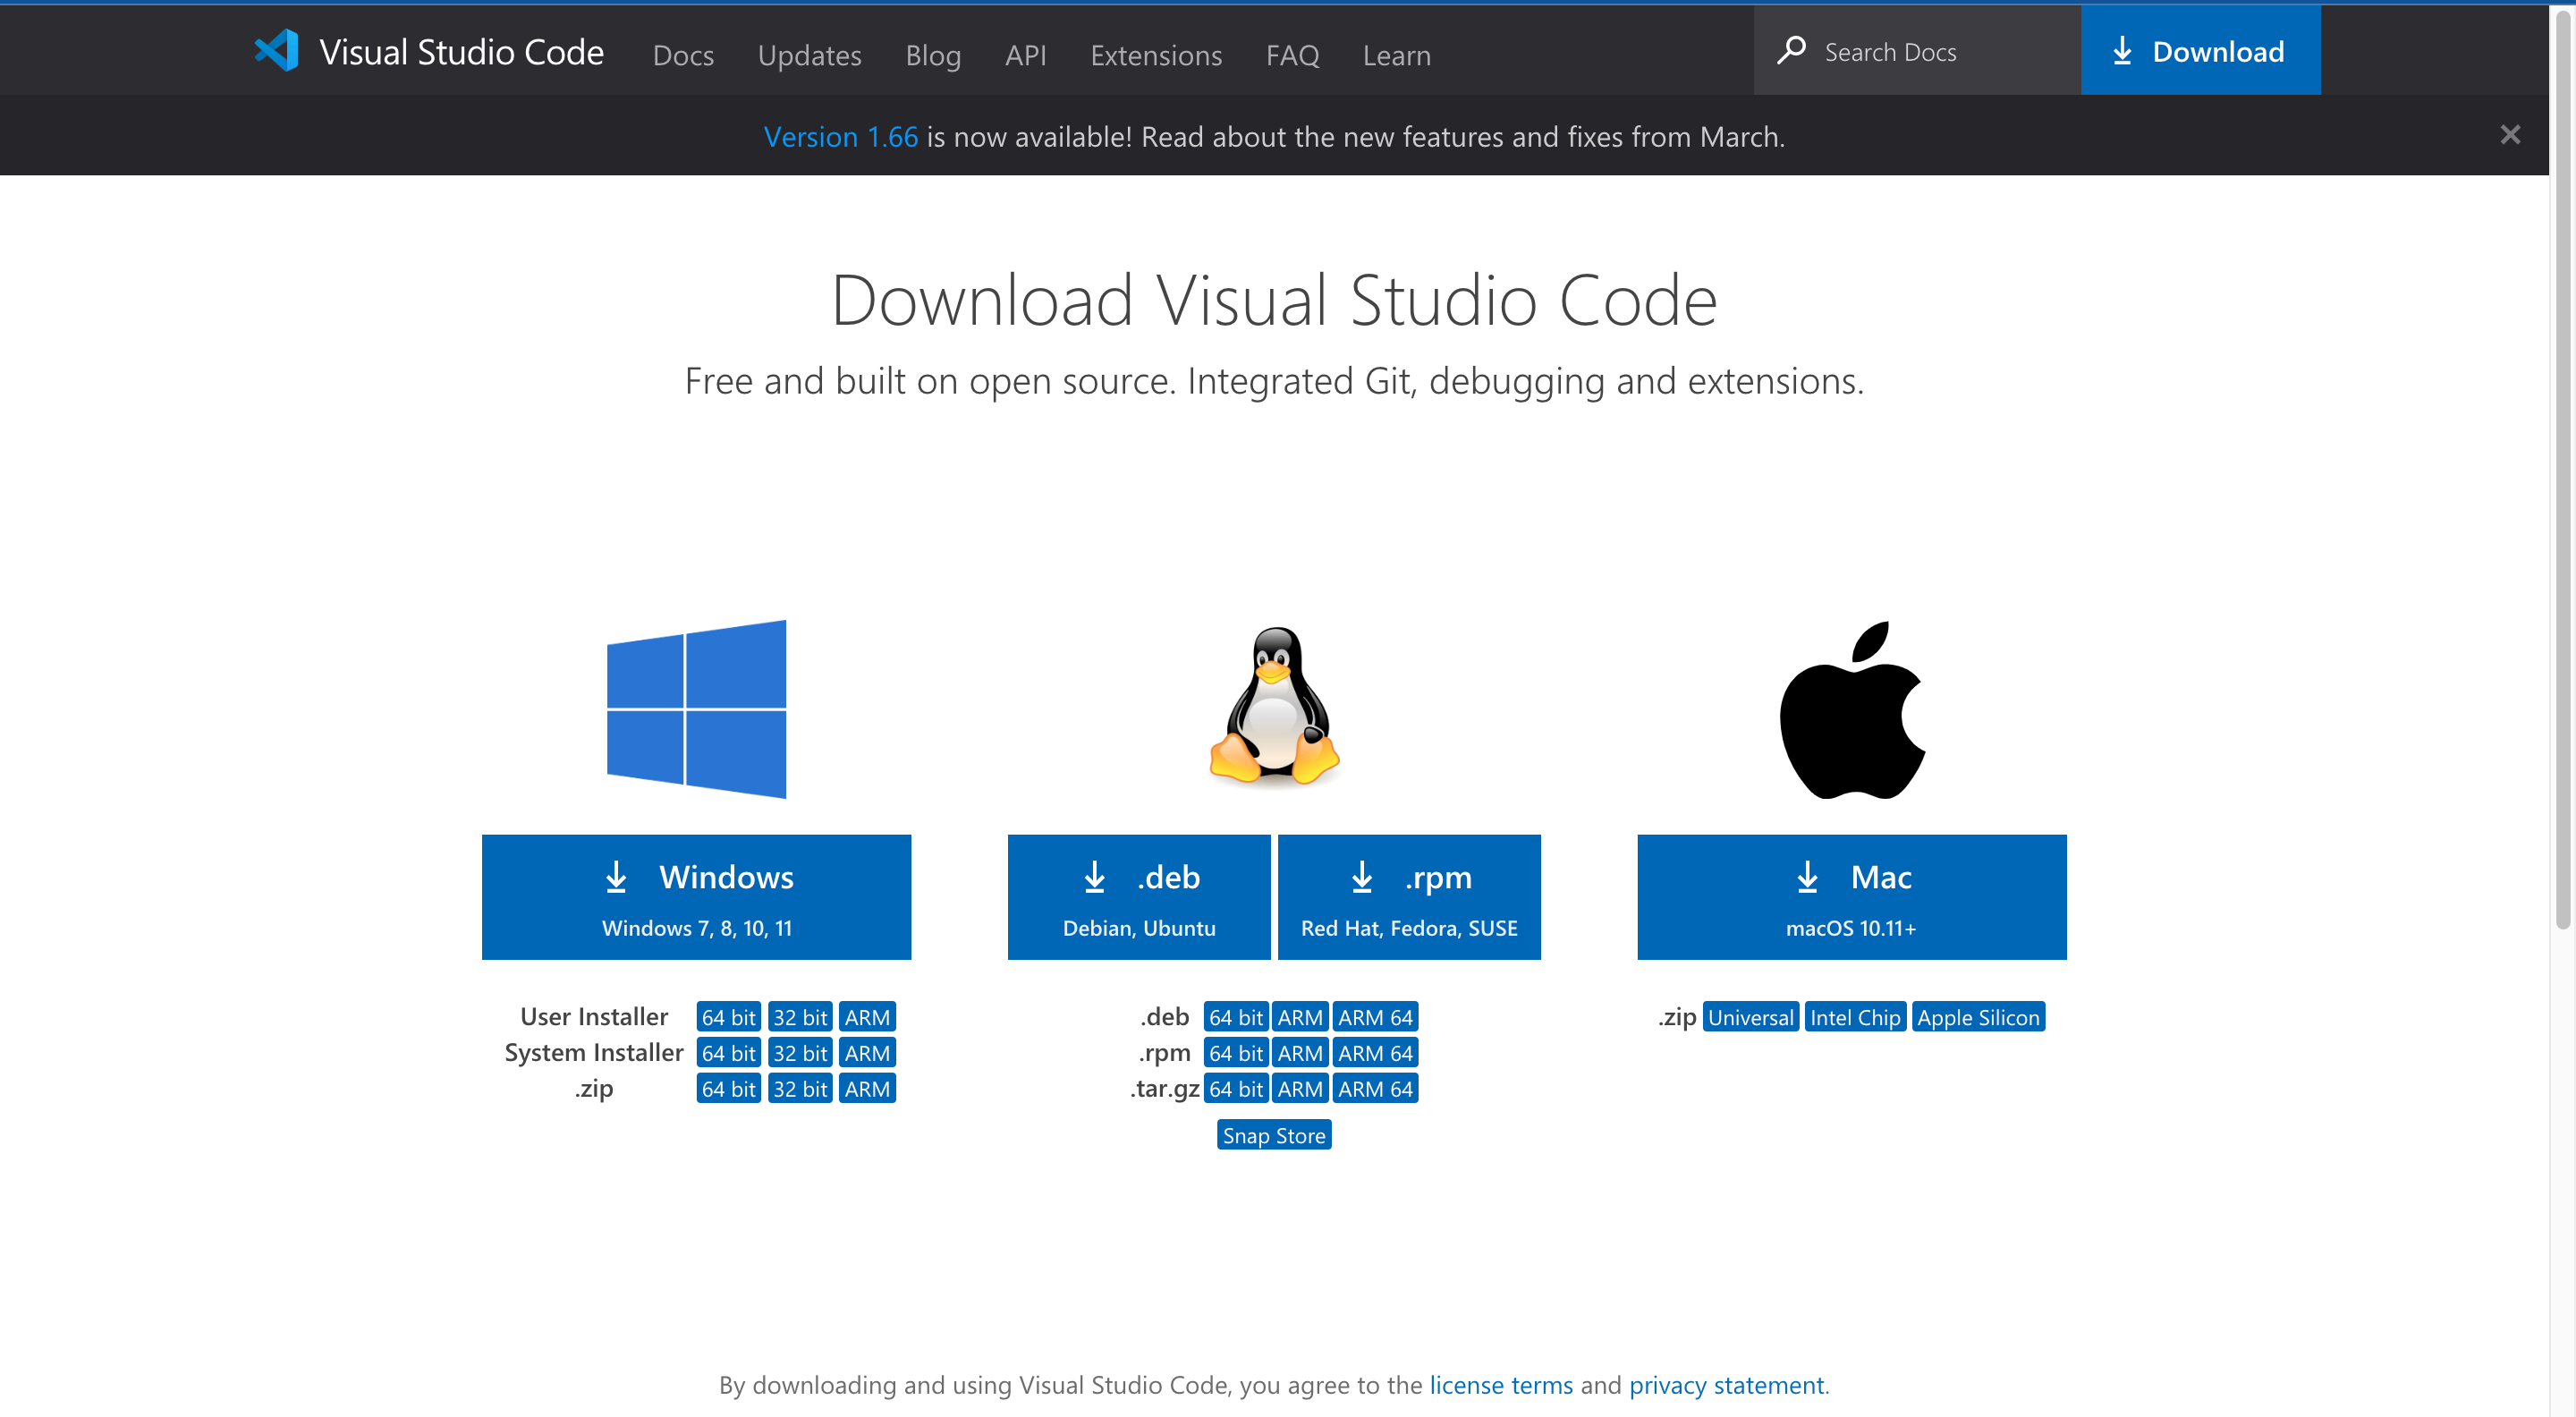 Visual Studio Code Docs Updates Blog API Extensions FAQ Learn Search Docs Download
Version 1.66 is now available! Read about the new features and fixes from March.
Download Visual Studio Code
Free and built on open source. Integrated Git, debugging and extensions.
Windows
Windows 7, 8, 10, 11
User Installer 64 bit 32 bit ARM
System Installer 64 bit 32 bit ARM
.zip 64 bit 32 bit ARM
.deb
Debian, Ubuntu
.rpm
Red Hat, Fedora, SUSE
.deb 64 bit ARM ARM 64
.rpm 64 bit ARM ARM 64
.tar.gz 64 bit ARM ARM 64
Snap Store
Mac
macOS 10.11+
.zip Universal Intel Chip Apple Silicon
By downloading and using Visual Studio Code, you agree to the license terms and privacy statement.